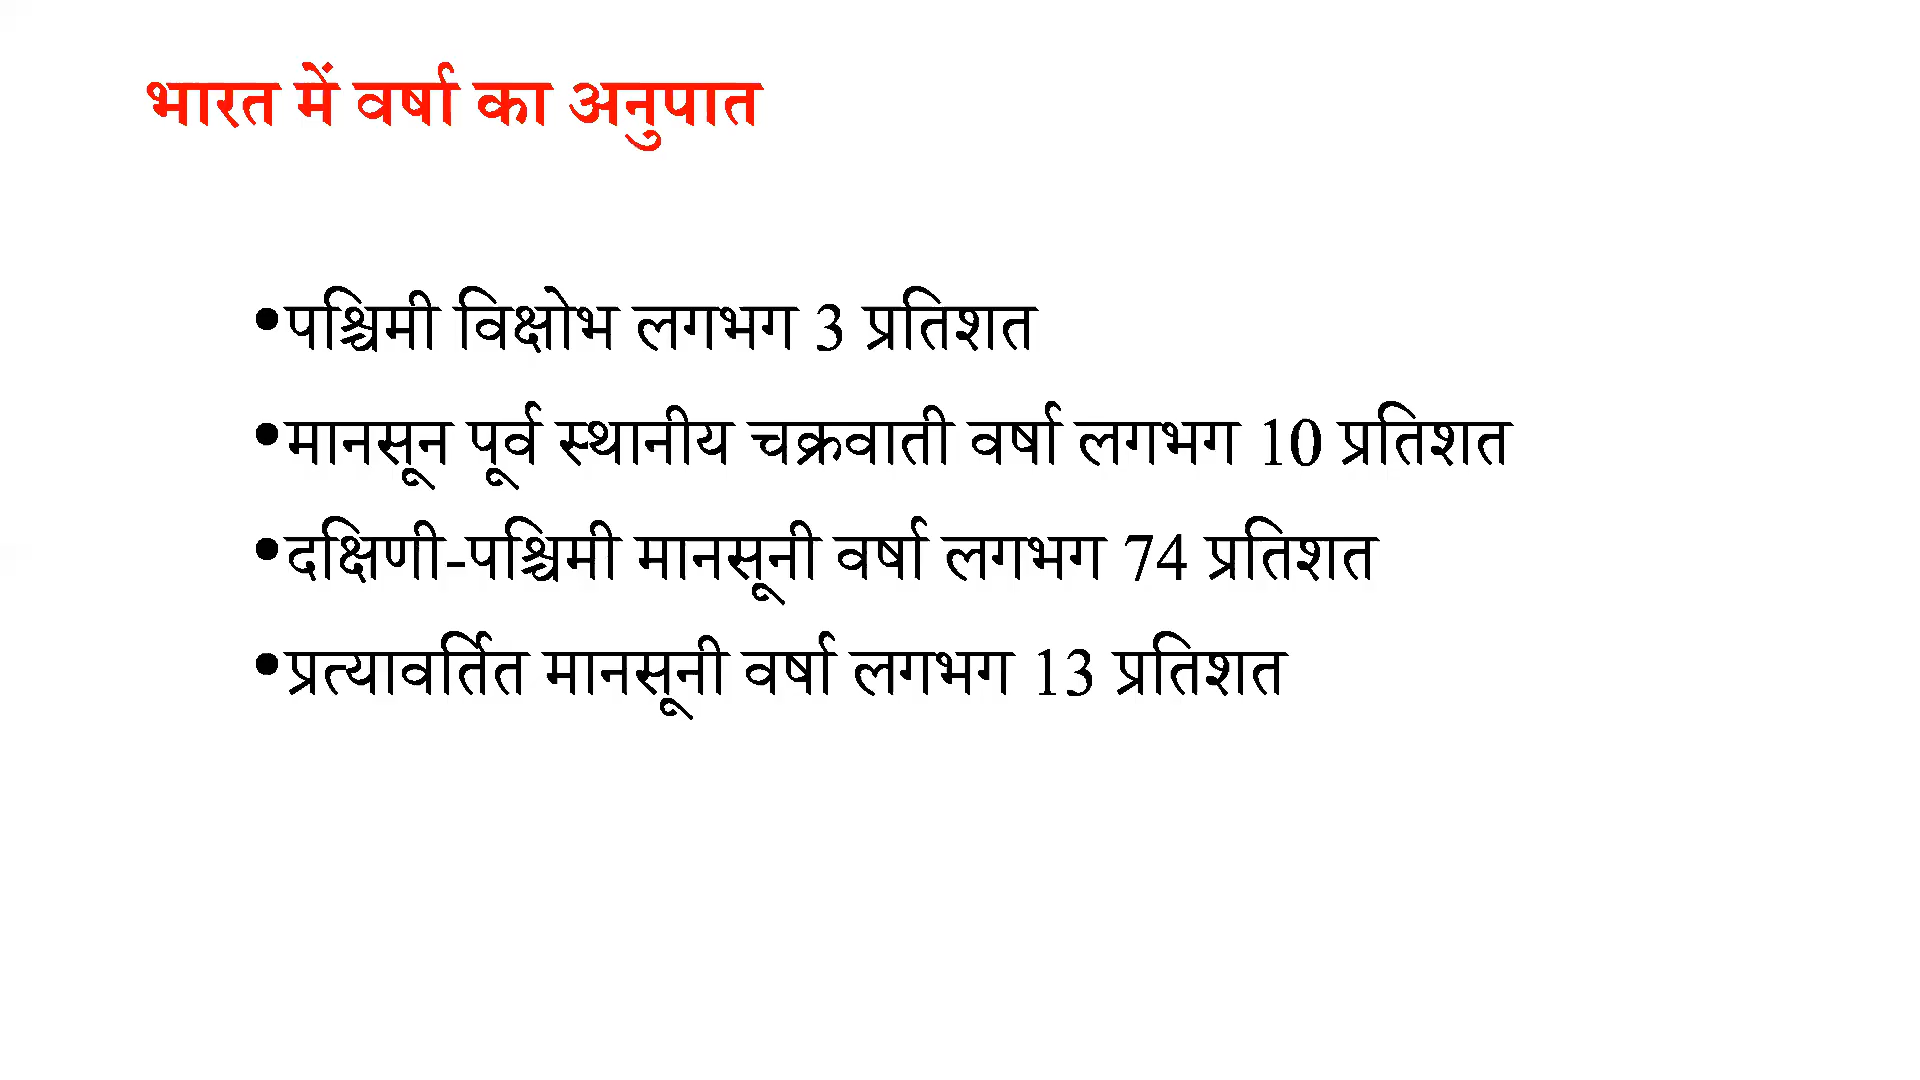 भारत में वर्षा का अनुपात
•पश्चिमी विक्षोभ लगभग 3 प्रतिशत
•मानसून पूर्व स्थानीय चक्रवाती वर्षा लगभग 10 प्रतिशत
•दक्षिणी-पश्चिमी मानसूनी वर्षा लगभग 74 प्रतिशत
•प्रत्यावर्तित मानसूनी वर्षा लगभग 13 प्रतिशत